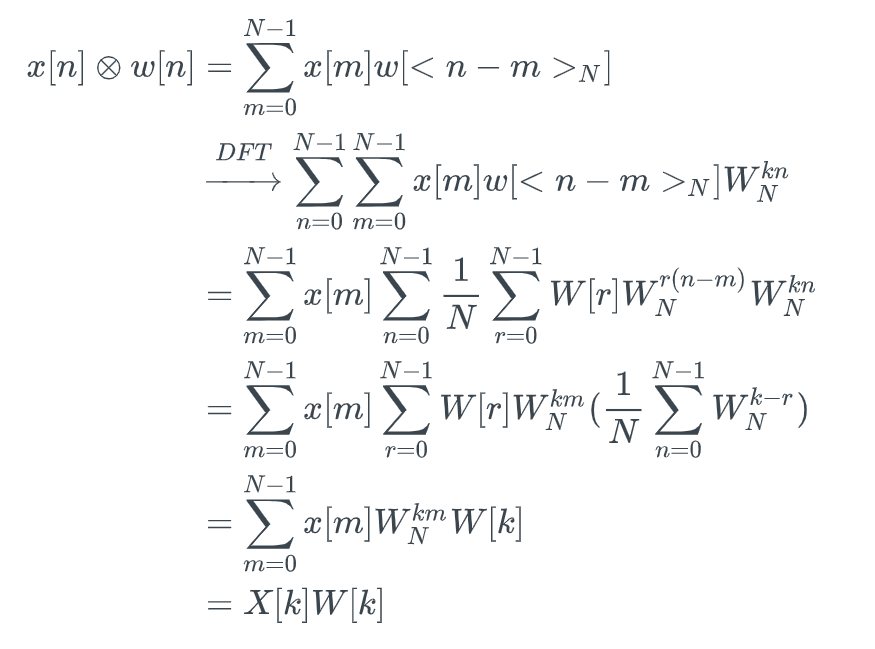 x[n] ⊗ w[n] = \sum_{m=0}^{N-1} x[m]w[< n − m >_N]
\xrightarrow{DFT} \sum_{n=0}^{N-1} \sum_{m=0}^{N-1} x[m]w[< n − m >_N]W_N^{kn}
= \sum_{m=0}^{N-1} x[m] \sum_{n=0}^{N-1} \frac{1}{N} \sum_{r=0}^{N-1} W[r]W_N^{r(n−m)} W_N^{kn}
= \sum_{m=0}^{N-1} x[m] \sum_{r=0}^{N-1} W[r]W_N^{km} (\frac{1}{N} \sum_{n=0}^{N-1} W_N^{k−r})
= \sum_{m=0}^{N-1} x[m]W_N^{km} W[k]
= X[k]W[k]